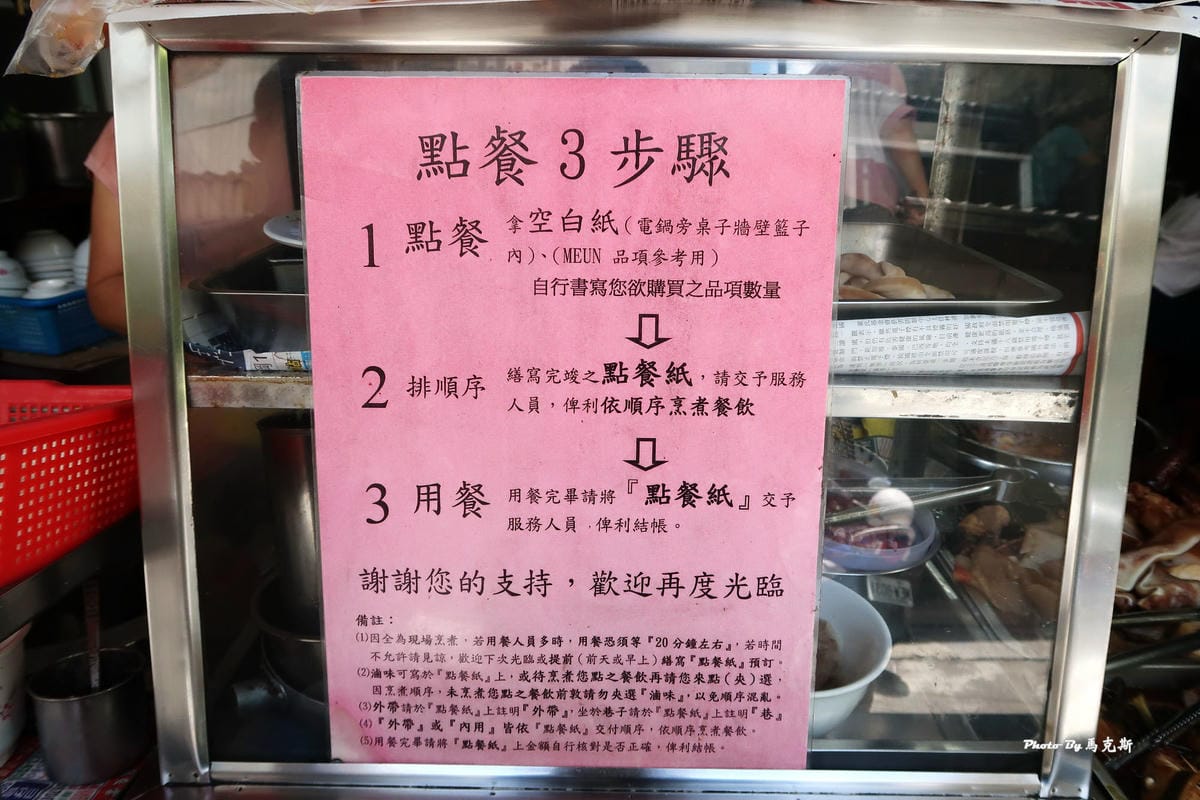 點餐3步驟
1 點餐 拿空白紙(電鍋旁桌子牆壁籃子
內)、(MEUN 品項參考用)
自行書寫您欲購買之品項數量
2 排順序 繕寫完竣之點餐紙,請交予服務
人員,俾利依順序烹煮餐飲
3 用餐 用餐完畢請將『點餐紙』交予
服務人員,俾利結帳。
謝謝您的支持,歡迎再度光臨
備註:
(1)因全為現場烹煮,若用餐人員多時,用餐恐須等『20分鐘左右』,若時間
不允許請見諒,歡迎下次光臨或提前(前天或早上)繕寫『點餐紙』預訂。
(2)滷味可寫於『點餐紙』上,或待烹煮您點之餐飲再請您來點(夾)選,
因烹煮順序,未烹煮您點之餐飲前敦請勿夾選『滷味』,以免順序混亂。
(3)外帶請於『點餐紙』上註明『外帶』,坐於巷子請於『點餐紙』上註明『巷』
(4)『外帶』或『內用』皆依『點餐紙』交付順序,依順序烹煮餐飲。
(5)用餐完畢請將『點餐紙』上金額自行核對是否正確,俾利結帳。
Photo By 馬克斯